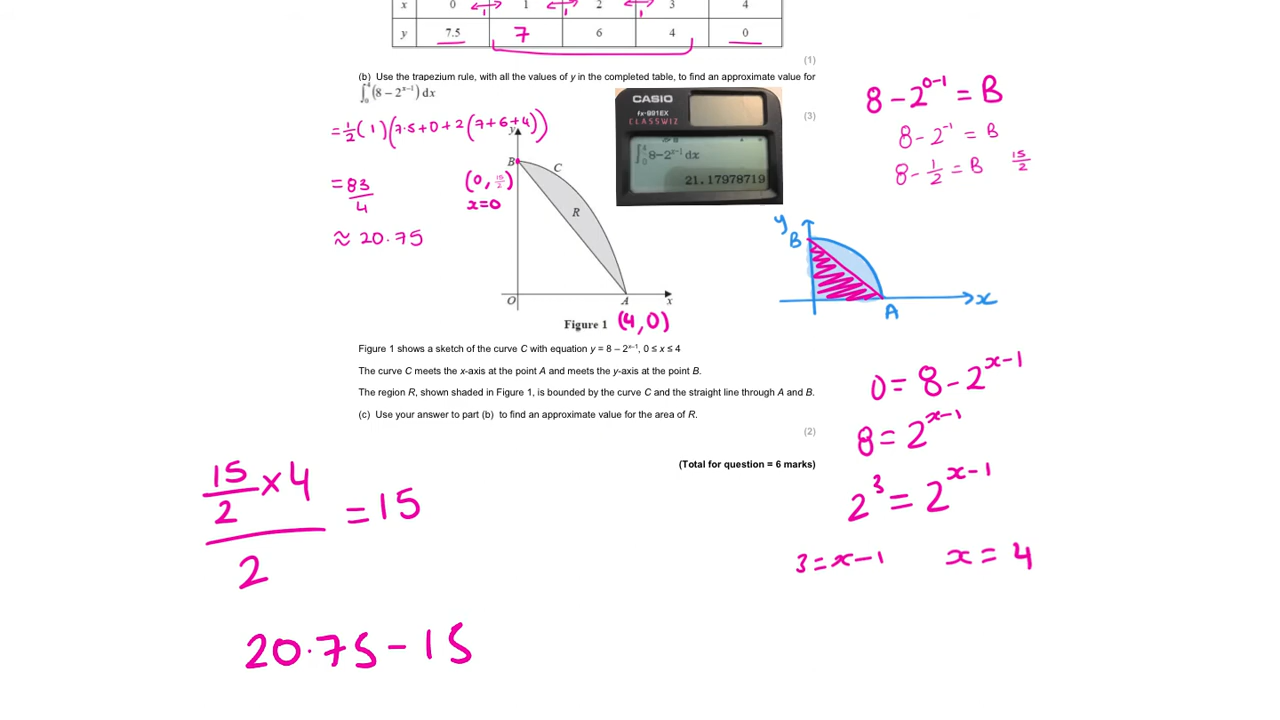 x 0 1 2 3 4
1 1 1
y 7.5 7 6 4 0
(1)
(b) Use the trapezium rule, with all the values of y in the completed table, to find an approximate value for
∫₀⁴ (8 – 2ˣ⁻¹) dx
(3)
= 1/2 (1)(7.5+0+2(7+6+4))
= 83/4
≈ 20.75
CASIO
fx-991EX
CLASSWIZ
∫₀⁴ 8−2ˣ⁻¹ dx
21.17978719
8 − 2⁰⁻¹ = B
8 − 2⁻¹ = B
8 − 1/2 = B 15/2
y
B C
(0, 15/2)
x=0
R
O A x
Figure 1 (4,0)
y
B
x
A
Figure 1 shows a sketch of the curve C with equation y = 8 – 2ˣ⁻¹, 0 ≤ x ≤ 4
The curve C meets the x-axis at the point A and meets the y-axis at the point B.
The region R, shown shaded in Figure 1, is bounded by the curve C and the straight line through A and B.
(c) Use your answer to part (b) to find an approximate value for the area of R.
(2)
(Total for question = 6 marks)
0 = 8 − 2ˣ⁻¹
8 = 2ˣ⁻¹
2³ = 2ˣ⁻¹
3 = x−1 x = 4
15/2 × 4
2
= 15
20.75 − 15